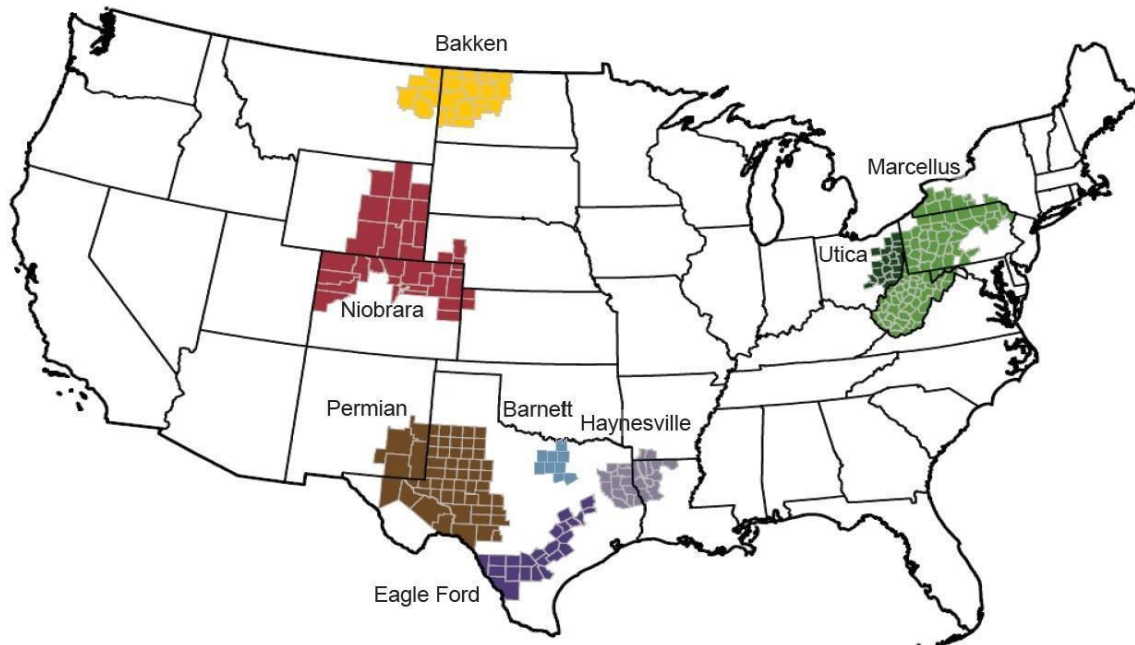 Bakken
Marcellus
Utica
Niobrara
Permian
Barnett
Haynesville
Eagle Ford